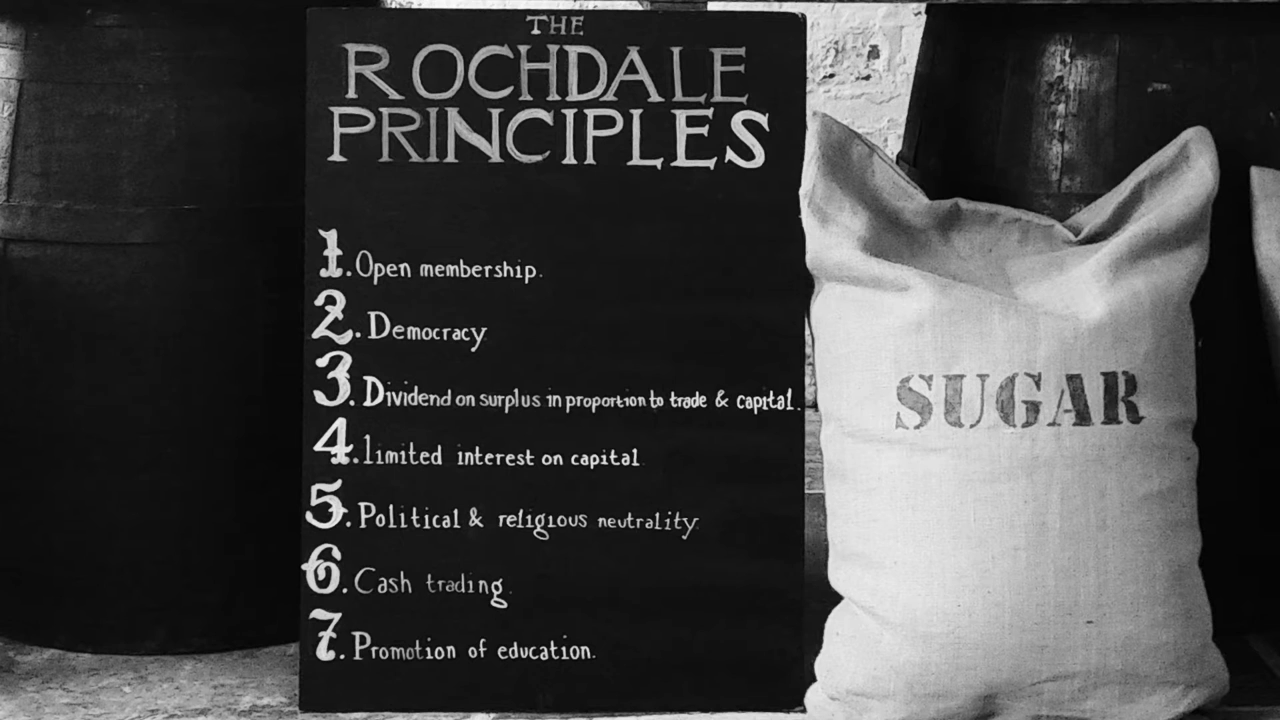 THE
ROCHDALE
PRINCIPLES
1. Open membership.
2. Democracy
3. Dividend on surplus in proportion to trade & capital.
4. limited interest on capital
5. Political & religious neutrality
6. Cash trading.
7. Promotion of education.
SUGAR